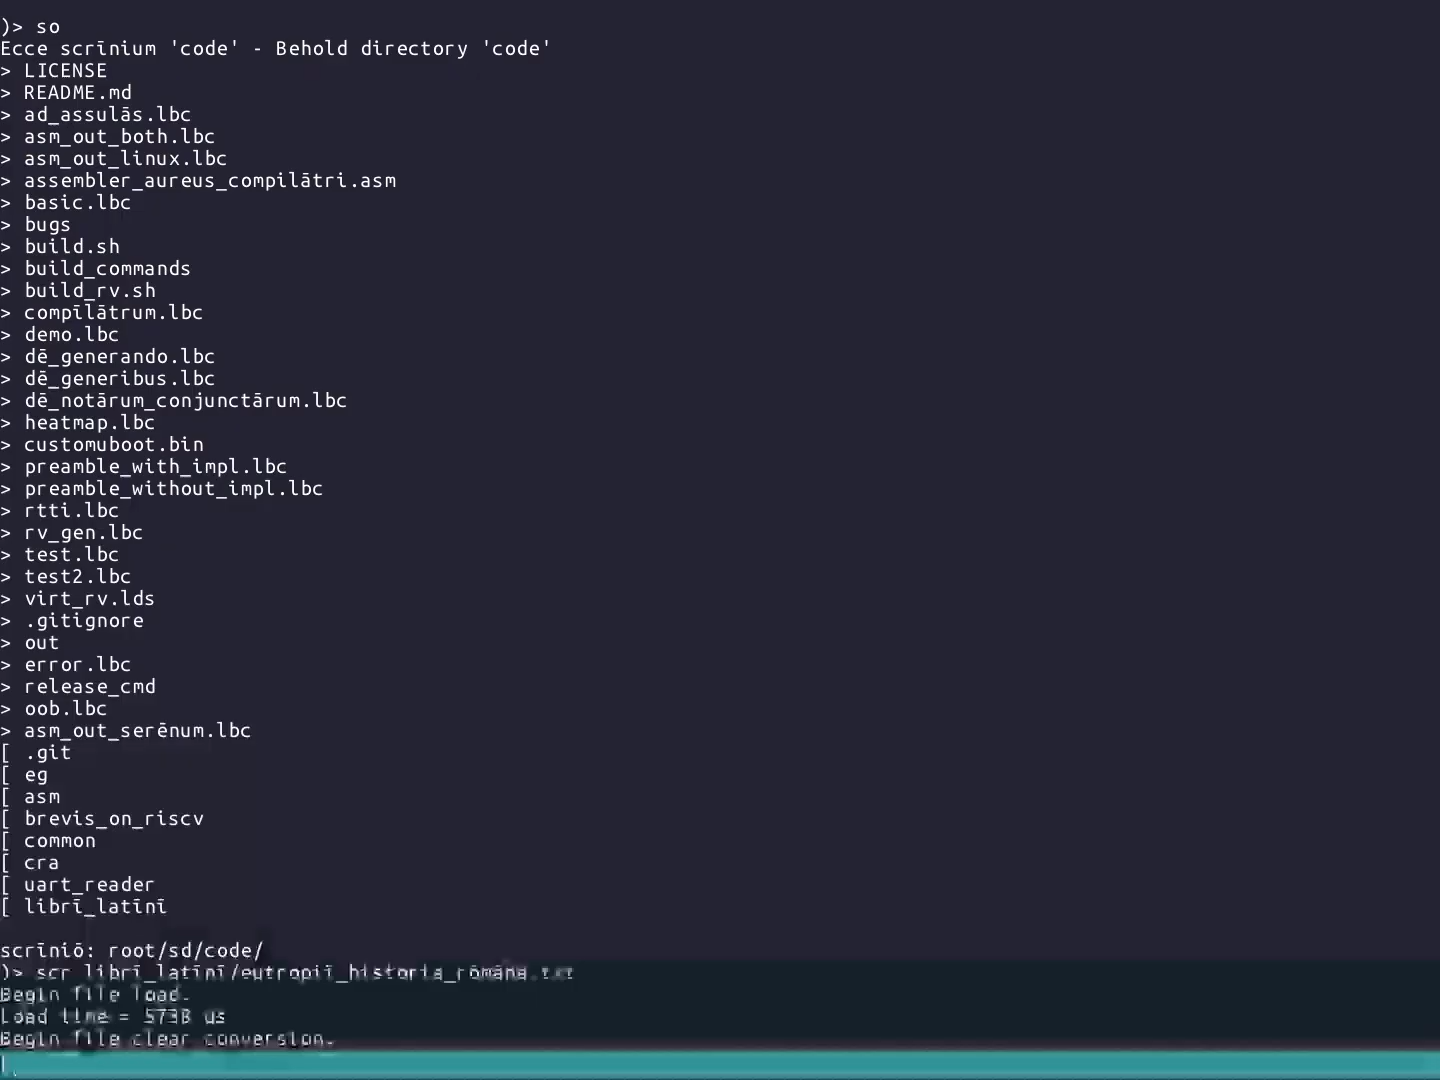 )> so
Ecce scrīnium 'code' - Behold directory 'code'
> LICENSE
> README.md
> ad_assulās.lbc
> asm_out_both.lbc
> asm_out_linux.lbc
> assembler_aureus_compilātri.asm
> basic.lbc
> bugs
> build.sh
> build_commands
> build_rv.sh
> compīlātrum.lbc
> demo.lbc
> dē_generando.lbc
> dē_generibus.lbc
> dē_notārum_conjunctārum.lbc
> heatmap.lbc
> customuboot.bin
> preamble_with_impl.lbc
> preamble_without_impl.lbc
> rtti.lbc
> rv_gen.lbc
> test.lbc
> test2.lbc
> virt_rv.lds
> .gitignore
> out
> error.lbc
> release_cmd
> oob.lbc
> asm_out_serēnum.lbc
[ .git
[ eg
[ asm
[ brevis_on_riscv
[ common
[ cra
[ uart_reader
[ librī_latīnī
scrīniō: root/sd/code/
)> scr librī_latīnī/eutropiī_historia_rōmāna.txt
Begin file load.
Load time = 5738 us
Begin file clear conversion.